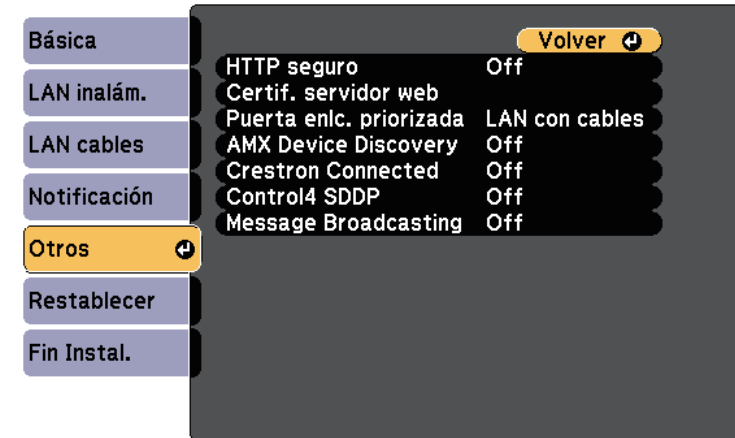 Básica
LAN inalám.
LAN cables
Notificación
Otros
Restablecer
Fin Instal.
Volver
HTTP seguro Off
Certif. servidor web
Puerta enlc. priorizada LAN con cables
AMX Device Discovery Off
Crestron Connected Off
Control4 SDDP Off
Message Broadcasting Off